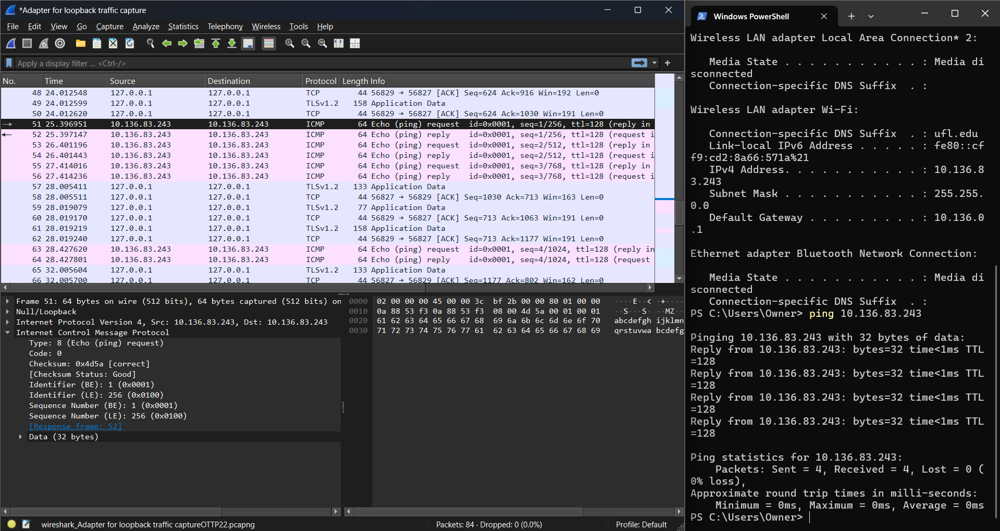 *Adapter for loopback traffic capture
File Edit View Go Capture Analyze Statistics Telephony Wireless Tools Help
Apply a display filter ... <Ctrl-/>
No. Time Source Destination Protocol Length Info
48 24.012548 127.0.0.1 127.0.0.1 TCP 44 56829 → 56827 [ACK] Seq=624 Ack=916 Win=192 Len=0
49 24.012599 127.0.0.1 127.0.0.1 TLSv1.2 158 Application Data
50 24.012620 127.0.0.1 127.0.0.1 TCP 44 56829 → 56827 [ACK] Seq=624 Ack=1030 Win=191 Len=0
51 25.396951 10.136.83.243 10.136.83.243 ICMP 64 Echo (ping) request id=0x0001, seq=1/256, ttl=128 (reply in
52 25.397147 10.136.83.243 10.136.83.243 ICMP 64 Echo (ping) reply id=0x0001, seq=1/256, ttl=128 (request i
53 26.401196 10.136.83.243 10.136.83.243 ICMP 64 Echo (ping) request id=0x0001, seq=2/512, ttl=128 (reply in
54 26.401443 10.136.83.243 10.136.83.243 ICMP 64 Echo (ping) reply id=0x0001, seq=2/512, ttl=128 (request i
55 27.414016 10.136.83.243 10.136.83.243 ICMP 64 Echo (ping) request id=0x0001, seq=3/768, ttl=128 (reply in
56 27.414236 10.136.83.243 10.136.83.243 ICMP 64 Echo (ping) reply id=0x0001, seq=3/768, ttl=128 (request i
57 28.005411 127.0.0.1 127.0.0.1 TLSv1.2 133 Application Data
58 28.005511 127.0.0.1 127.0.0.1 TCP 44 56827 → 56829 [ACK] Seq=1030 Ack=713 Win=163 Len=0
59 28.019079 127.0.0.1 127.0.0.1 TLSv1.2 77 Application Data
60 28.019170 127.0.0.1 127.0.0.1 TCP 44 56829 → 56827 [ACK] Seq=713 Ack=1063 Win=191 Len=0
61 28.019219 127.0.0.1 127.0.0.1 TLSv1.2 158 Application Data
62 28.019240 127.0.0.1 127.0.0.1 TCP 44 56829 → 56827 [ACK] Seq=713 Ack=1177 Win=191 Len=0
63 28.427620 10.136.83.243 10.136.83.243 ICMP 64 Echo (ping) request id=0x0001, seq=4/1024, ttl=128 (reply in
64 28.427801 10.136.83.243 10.136.83.243 ICMP 64 Echo (ping) reply id=0x0001, seq=4/1024, ttl=128 (request
65 32.005604 127.0.0.1 127.0.0.1 TLSv1.2 133 Application Data
66 32.005700 127.0.0.1 127.0.0.1 TCP 44 56827 → 56829 [ACK] Seq=1177 Ack=802 Win=162 Len=0
Frame 51: 64 bytes on wire (512 bits), 64 bytes captured (512 bits) on
Null/Loopback
Internet Protocol Version 4, Src: 10.136.83.243, Dst: 10.136.83.243
Internet Control Message Protocol
Type: 8 (Echo (ping) request)
Code: 0
Checksum: 0x4d5a [correct]
[Checksum Status: Good]
Identifier (BE): 1 (0x0001)
Identifier (LE): 256 (0x0100)
Sequence Number (BE): 1 (0x0001)
Sequence Number (LE): 256 (0x0100)
[Response frame: 52]
Data (32 bytes)
0000 02 00 00 00 45 00 00 3c bf 2b 00 00 80 01 00 00 ····E··< ·+······
0010 0a 88 53 f3 0a 88 53 f3 08 00 4d 5a 00 01 00 01 ··S···S· ··MZ····
0020 61 62 63 64 65 66 67 68 69 6a 6b 6c 6d 6e 6f 70 abcdefgh ijklmn
0030 71 72 73 74 75 76 77 61 62 63 64 65 66 67 68 69 qrstuvwa bcdefg
wireshark_Adapter for loopback traffic captureOTTP22.pcapng Packets: 84 · Dropped: 0 (0.0%) Profile: Default
Windows PowerShell
Wireless LAN adapter Local Area Connection* 2:
Media State . . . . . . . . . . . : Media di
sconnected
Connection-specific DNS Suffix . :
Wireless LAN adapter Wi-Fi:
Connection-specific DNS Suffix . : ufl.edu
Link-local IPv6 Address . . . . . : fe80::cf
f9:cd2:8a66:571a%21
IPv4 Address. . . . . . . . . . . : 10.136.8
3.243
Subnet Mask . . . . . . . . . . . : 255.255.
0.0
Default Gateway . . . . . . . . . : 10.136.0
.1
Ethernet adapter Bluetooth Network Connection:
Media State . . . . . . . . . . . : Media di
sconnected
Connection-specific DNS Suffix . :
PS C:\Users\Owner> ping 10.136.83.243
Pinging 10.136.83.243 with 32 bytes of data:
Reply from 10.136.83.243: bytes=32 time<1ms TTL
=128
Reply from 10.136.83.243: bytes=32 time<1ms TTL
=128
Reply from 10.136.83.243: bytes=32 time<1ms TTL
=128
Reply from 10.136.83.243: bytes=32 time<1ms TTL
=128
Ping statistics for 10.136.83.243:
Packets: Sent = 4, Received = 4, Lost = 0 (
0% loss),
Approximate round trip times in milli-seconds:
Minimum = 0ms, Maximum = 0ms, Average = 0ms
PS C:\Users\Owner>